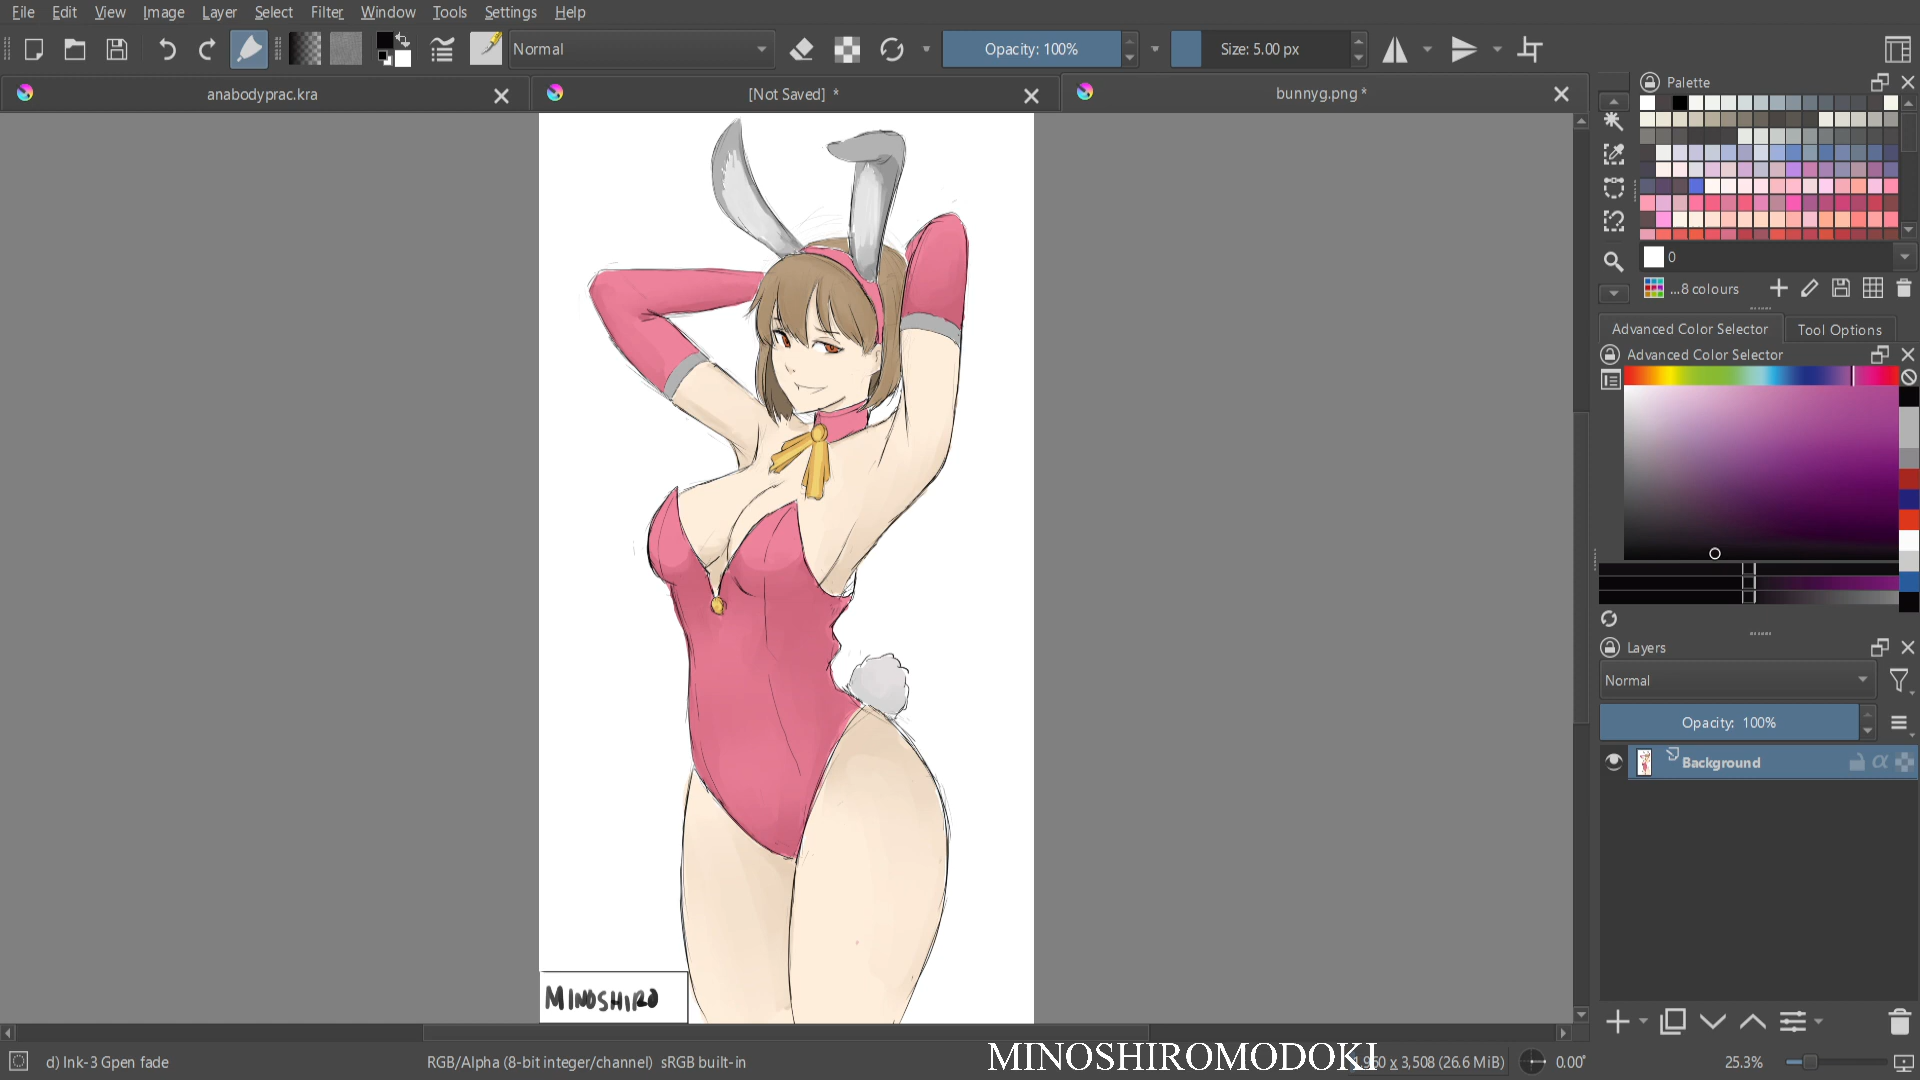 File Edit View Image Layer Select Filter Window Tools Settings Help
Normal Opacity: 100% Size: 5.00 px
anabodyprac.kra [Not Saved] * bunnyg.png *
Palette
0
...8 colours
Advanced Color Selector Tool Options
Advanced Color Selector
Layers
Normal
Opacity: 100%
Background
MINOSHIRO
d) Ink-3 Gpen fade RGB/Alpha (8-bit integer/channel) sRGB built-in MINOSHIROMODOKI x 3,508 (26.6 MiB) 0.00° 25.3%